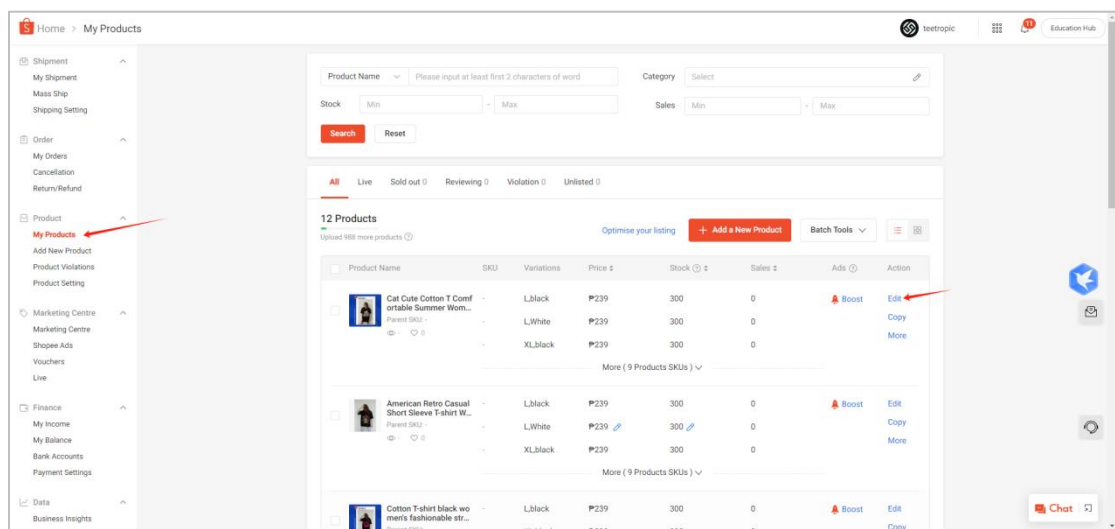 Home > My Products
teetropic
11
Education Hub
Shipment
My Shipment
Mass Ship
Shipping Setting
Order
My Orders
Cancellation
Return/Refund
Product
My Products
Add New Product
Product Violations
Product Setting
Marketing Centre
Marketing Centre
Shopee Ads
Vouchers
Live
Finance
My Income
My Balance
Bank Accounts
Payment Settings
Data
Business Insights
Product Name Please input at least first 2 characters of word Category Select
Stock Min - Max Sales Min - Max
Search Reset
All Live Sold out 0 Reviewing 0 Violation 0 Unlisted 0
12 Products
Upload 988 more products
Optimise your listing + Add a New Product Batch Tools
Product Name SKU Variations Price Stock Sales Ads Action
Cat Cute Cotton T Comf
ortable Summer Wom...
Parent SKU: -
- 0
- L,black ₱239 300 0 Boost Edit
- L,White ₱239 300 0 Copy
- XL,black ₱239 300 0 More
More ( 9 Products SKUs )
American Retro Casual
Short Sleeve T-shirt W...
Parent SKU: -
- 0
- L,black ₱239 300 0 Boost Edit
- L,White ₱239 300 0 Copy
- XL,black ₱239 300 0 More
More ( 9 Products SKUs )
Cotton T-shirt black wo
men's fashionable str...
L,black ₱239 300 0 Boost Edit
Copy
Chat